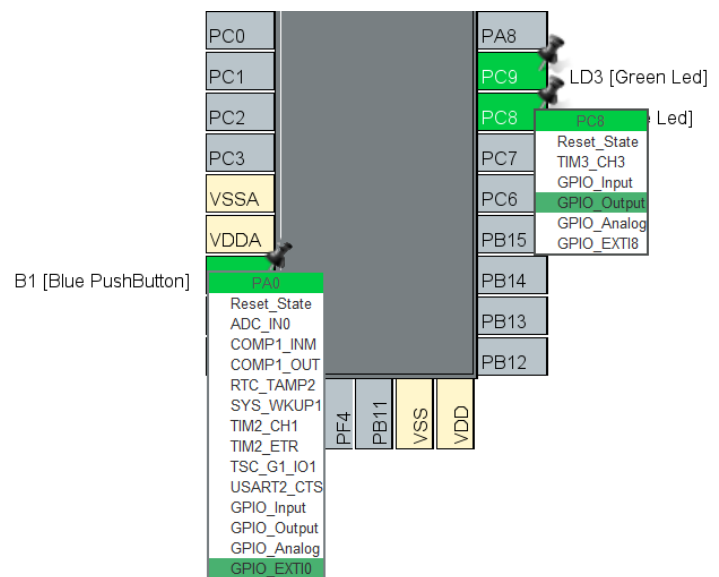 PC0
PC1
PC2
PC3
VSSA
VDDA
B1 [Blue PushButton]
PA0
Reset_State
ADC_IN0
COMP1_INM
COMP1_OUT
RTC_TAMP2
SYS_WKUP1
TIM2_CH1
TIM2_ETR
TSC_G1_IO1
USART2_CTS
GPIO_Input
GPIO_Output
GPIO_Analog
GPIO_EXTI0
PF4
PB11
VSS
VDD
PA8
PC9 LD3 [Green Led]
PC8 Led]
PC7
PC6
PB15
PB14
PB13
PB12
PC8
Reset_State
TIM3_CH3
GPIO_Input
GPIO_Output
GPIO_Analog
GPIO_EXTI8